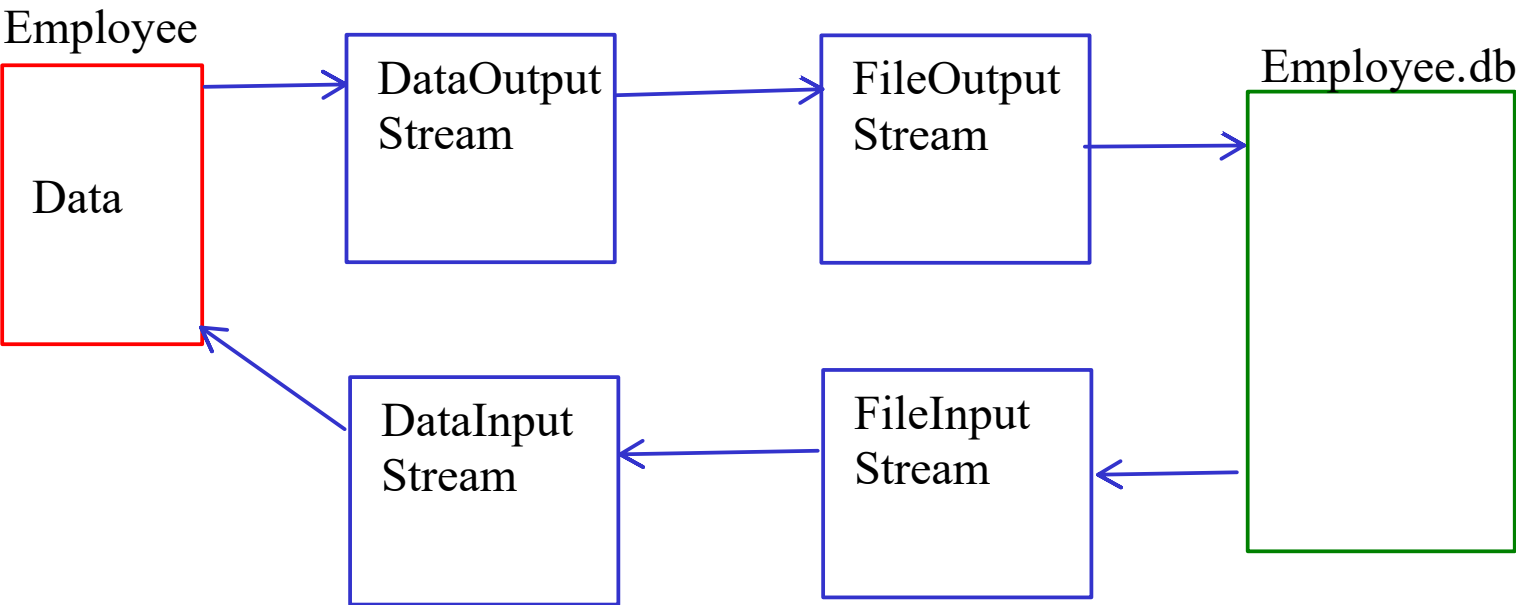 Employee
Data
DataOutput
Stream
FileOutput
Stream
Employee.db
DataInput
Stream
FileInput
Stream